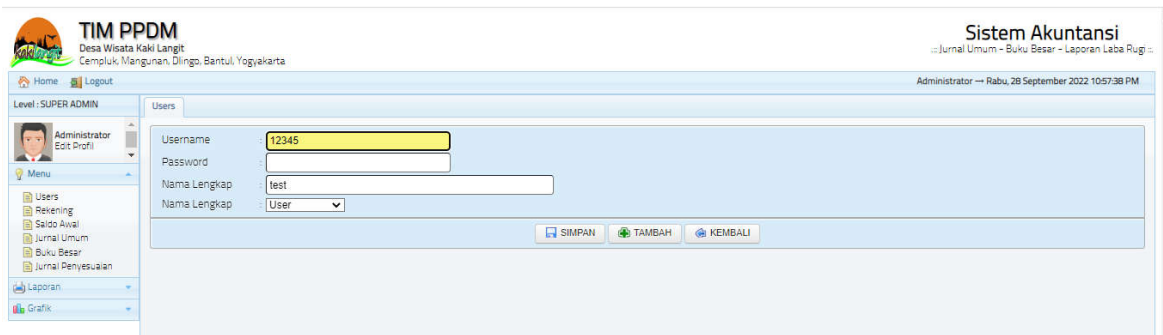 kakilangit
TIM PPDM
Desa Wisata Kaki Langit
Cempluk, Mangunan, Dlingo, Bantul, Yogyakarta
Sistem Akuntansi
.:: Jurnal Umum - Buku Besar - Laporan Laba Rugi ::.
Home Logout
Administrator → Rabu, 28 September 2022 10:57:38 PM
Level : SUPER ADMIN
Administrator
Edit Profil
Menu
Users
Rekening
Saldo Awal
Jurnal Umum
Buku Besar
Jurnal Penyesuaian
Laporan
Grafik
Users
Username : 12345
Password :
Nama Lengkap : test
Nama Lengkap : User
SIMPAN TAMBAH KEMBALI